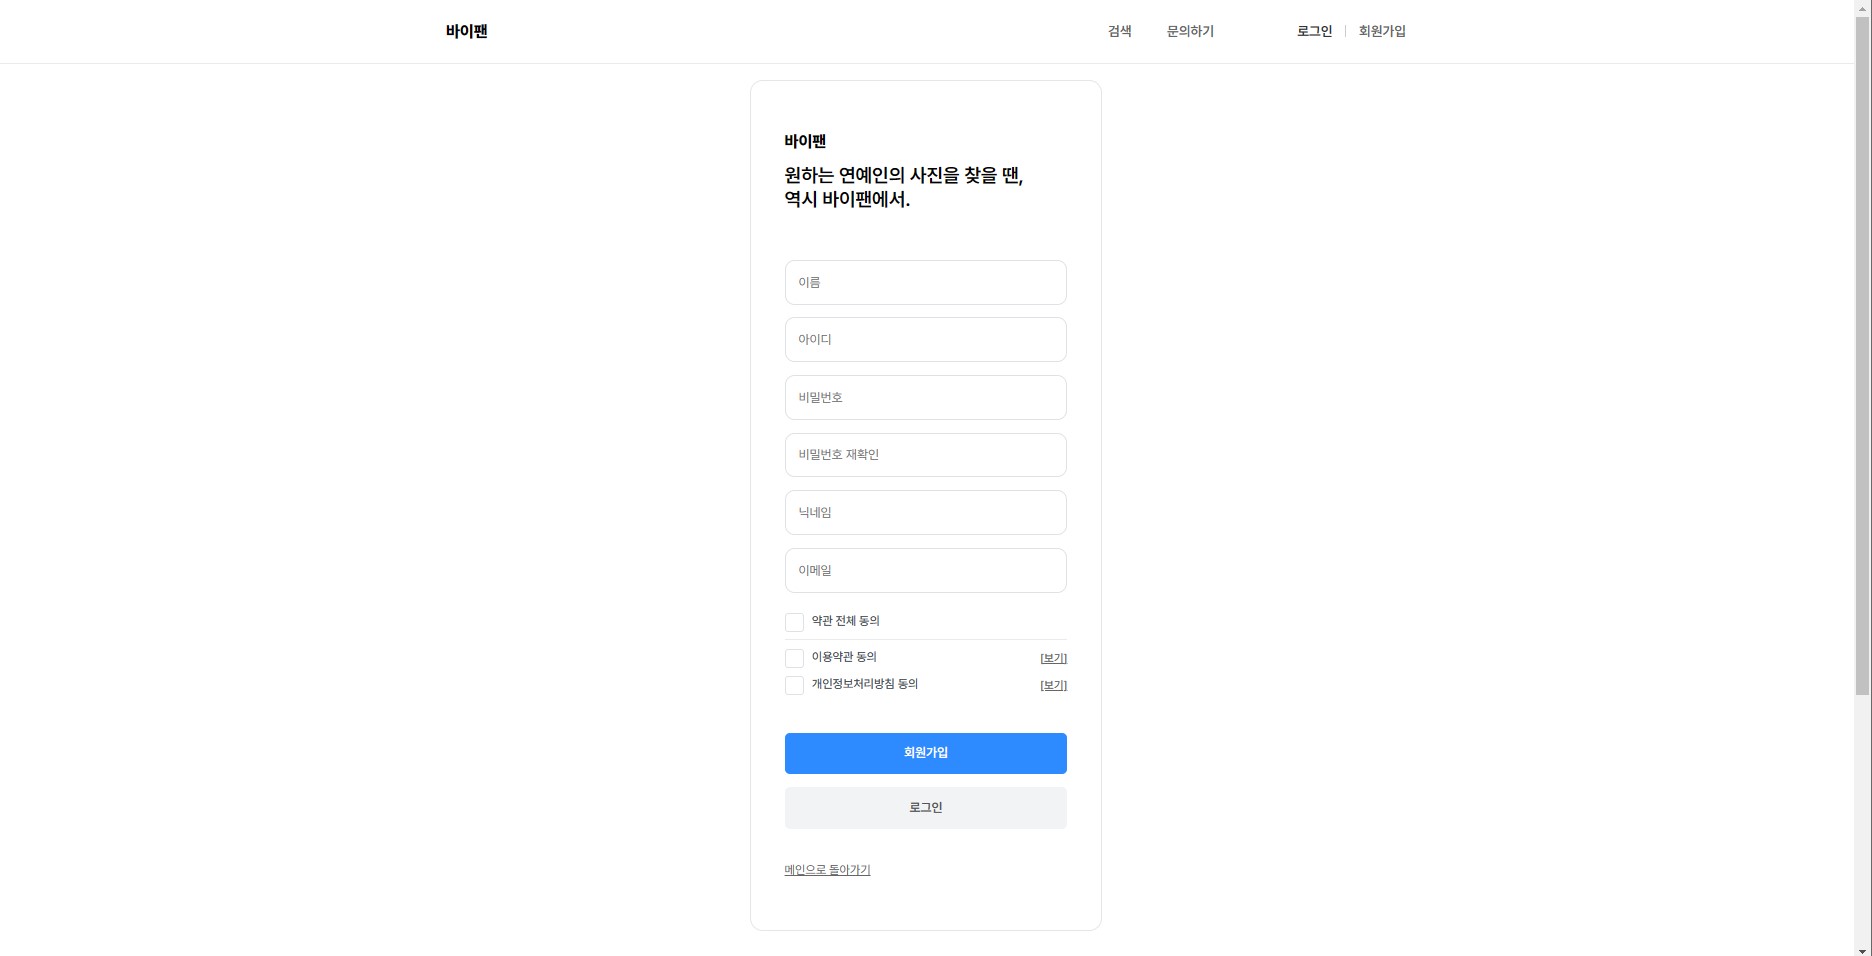 바이팬
검색 문의하기 로그인 회원가입
바이팬
원하는 연예인의 사진을 찾을 땐,
역시 바이팬에서.
이름
아이디
비밀번호
비밀번호 재확인
닉네임
이메일
약관 전체 동의
이용약관 동의 [보기]
개인정보처리방침 동의 [보기]
회원가입
로그인
메인으로 돌아가기